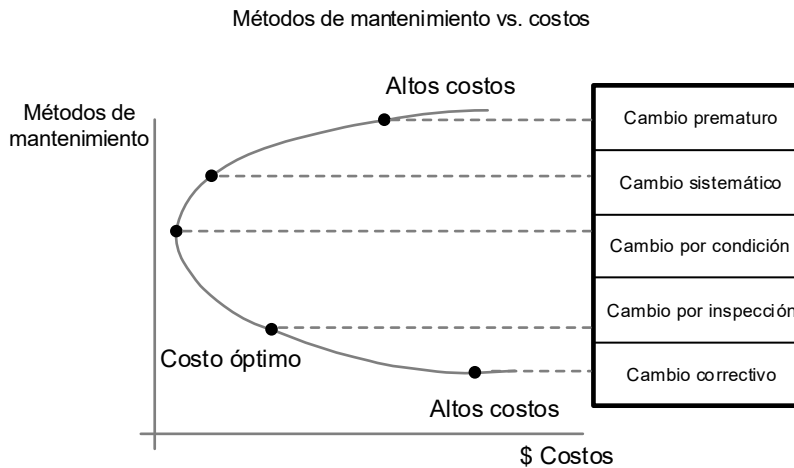 Métodos de mantenimiento vs. costos
Altos costos
Métodos de
mantenimiento
Cambio prematuro
Cambio sistemático
Cambio por condición
Cambio por inspección
Costo óptimo
Cambio correctivo
Altos costos
$ Costos